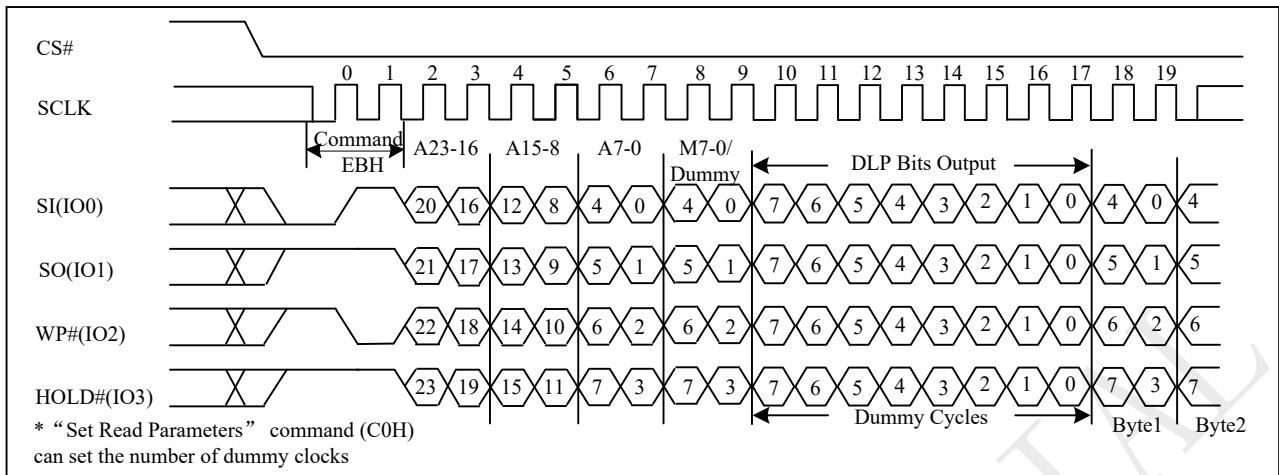 CS#
0 1 2 3 4 5 6 7 8 9 10 11 12 13 14 15 16 17 18 19
SCLK
Command
EBH
A23-16 A15-8 A7-0
M7-0/
Dummy
DLP Bits Output
SI(IO0) 20 16 12 8 4 0 4 0 7 6 5 4 3 2 1 0 4 0 4
SO(IO1) 21 17 13 9 5 1 5 1 7 6 5 4 3 2 1 0 5 1 5
WP#(IO2) 22 18 14 10 6 2 6 2 7 6 5 4 3 2 1 0 6 2 6
HOLD#(IO3) 23 19 15 11 7 3 7 3 7 6 5 4 3 2 1 0 7 3 7
Dummy Cycles
Byte1 Byte2
* “Set Read Parameters” command (C0H)
can set the number of dummy clocks